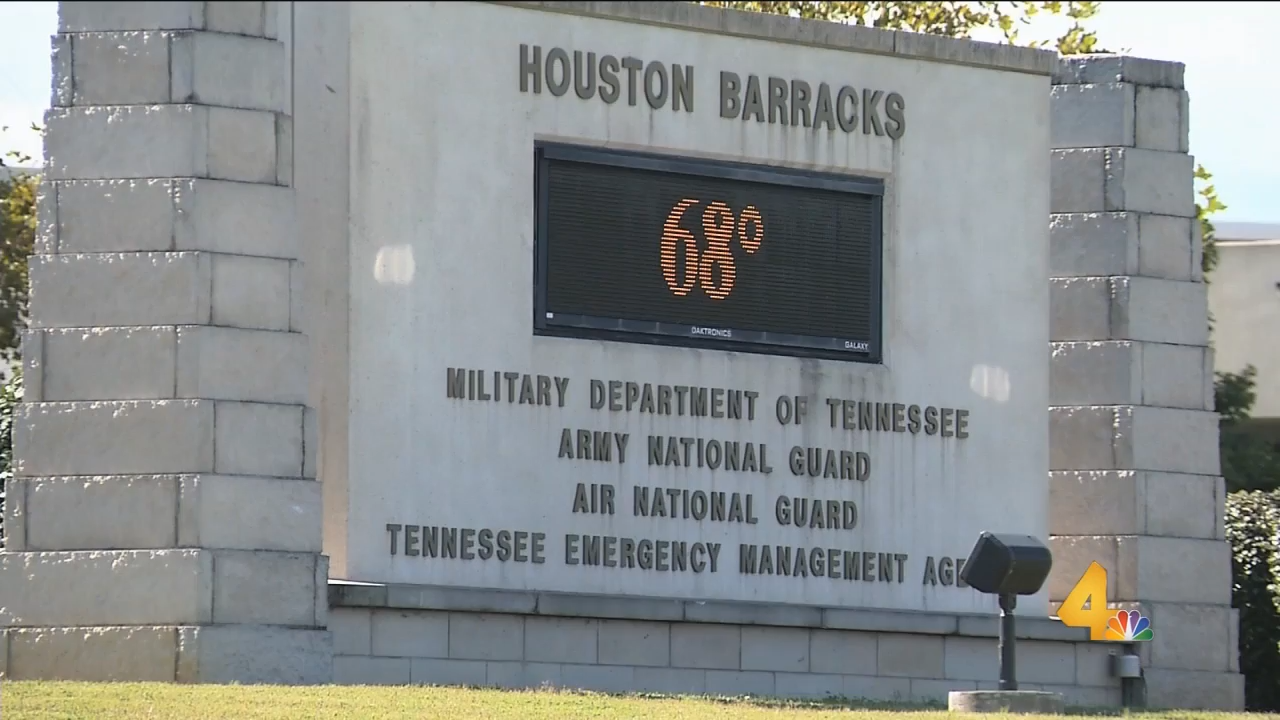 HOUSTON BARRACKS
68°
DAKTRONICS
GALAXY
MILITARY DEPARTMENT OF TENNESSEE
ARMY NATIONAL GUARD
AIR NATIONAL GUARD
TENNESSEE EMERGENCY MANAGEMENT AGE
4